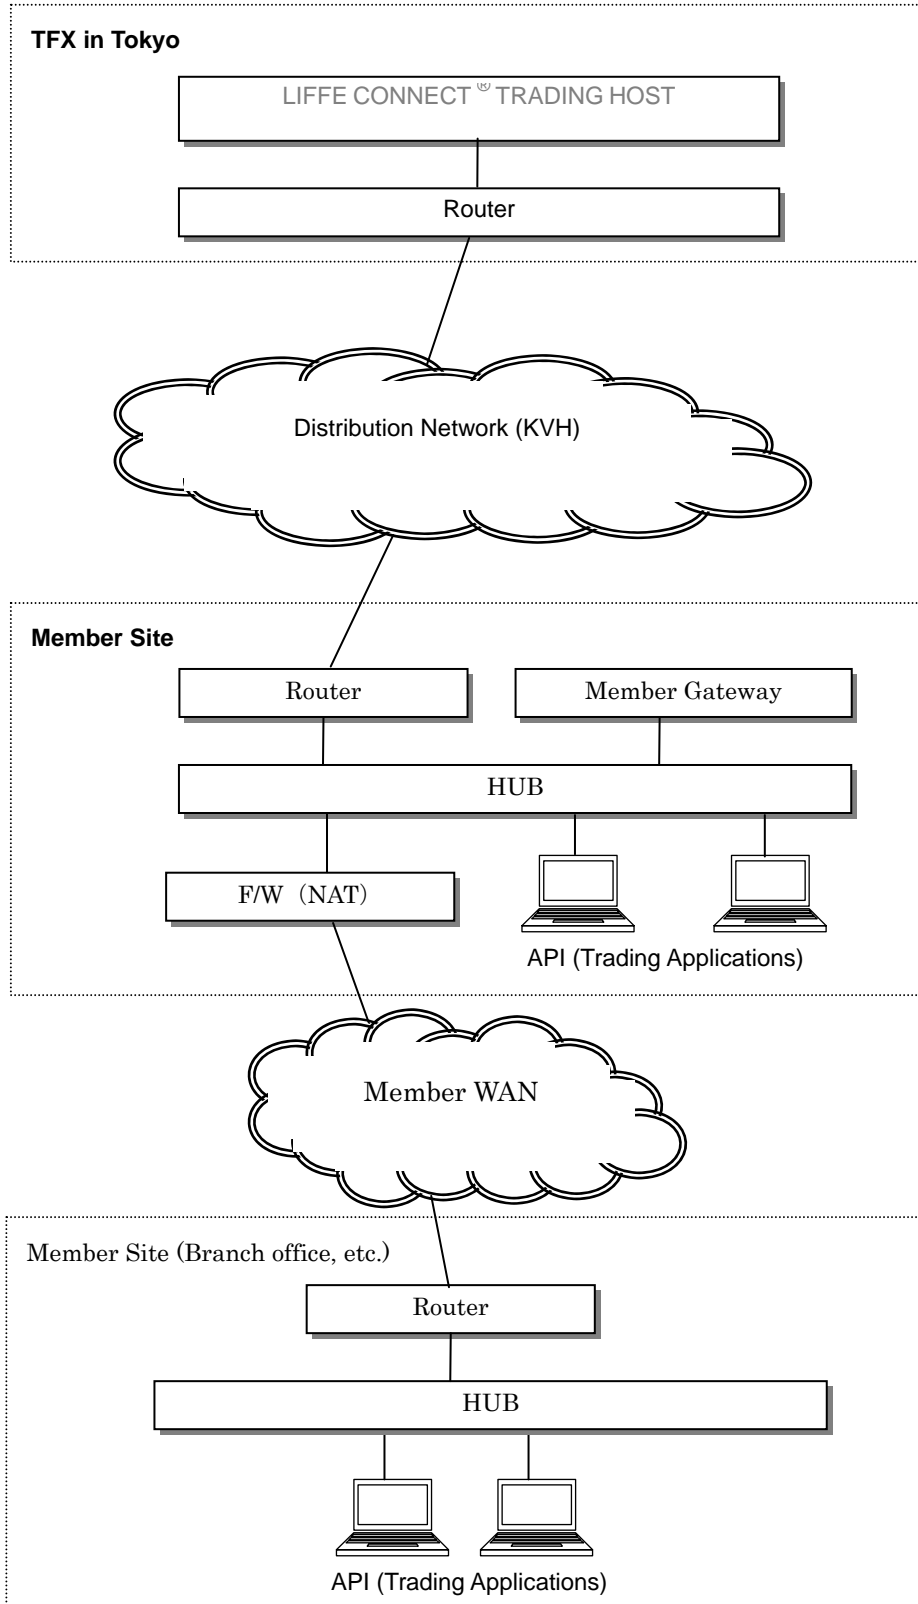 TFX in Tokyo
LIFFE CONNECT ® TRADING HOST
Router
Distribution Network (KVH)
Member Site
Router
Member Gateway
HUB
F/W（NAT）
API (Trading Applications)
Member WAN
Member Site (Branch office, etc.)
Router
HUB
API (Trading Applications)